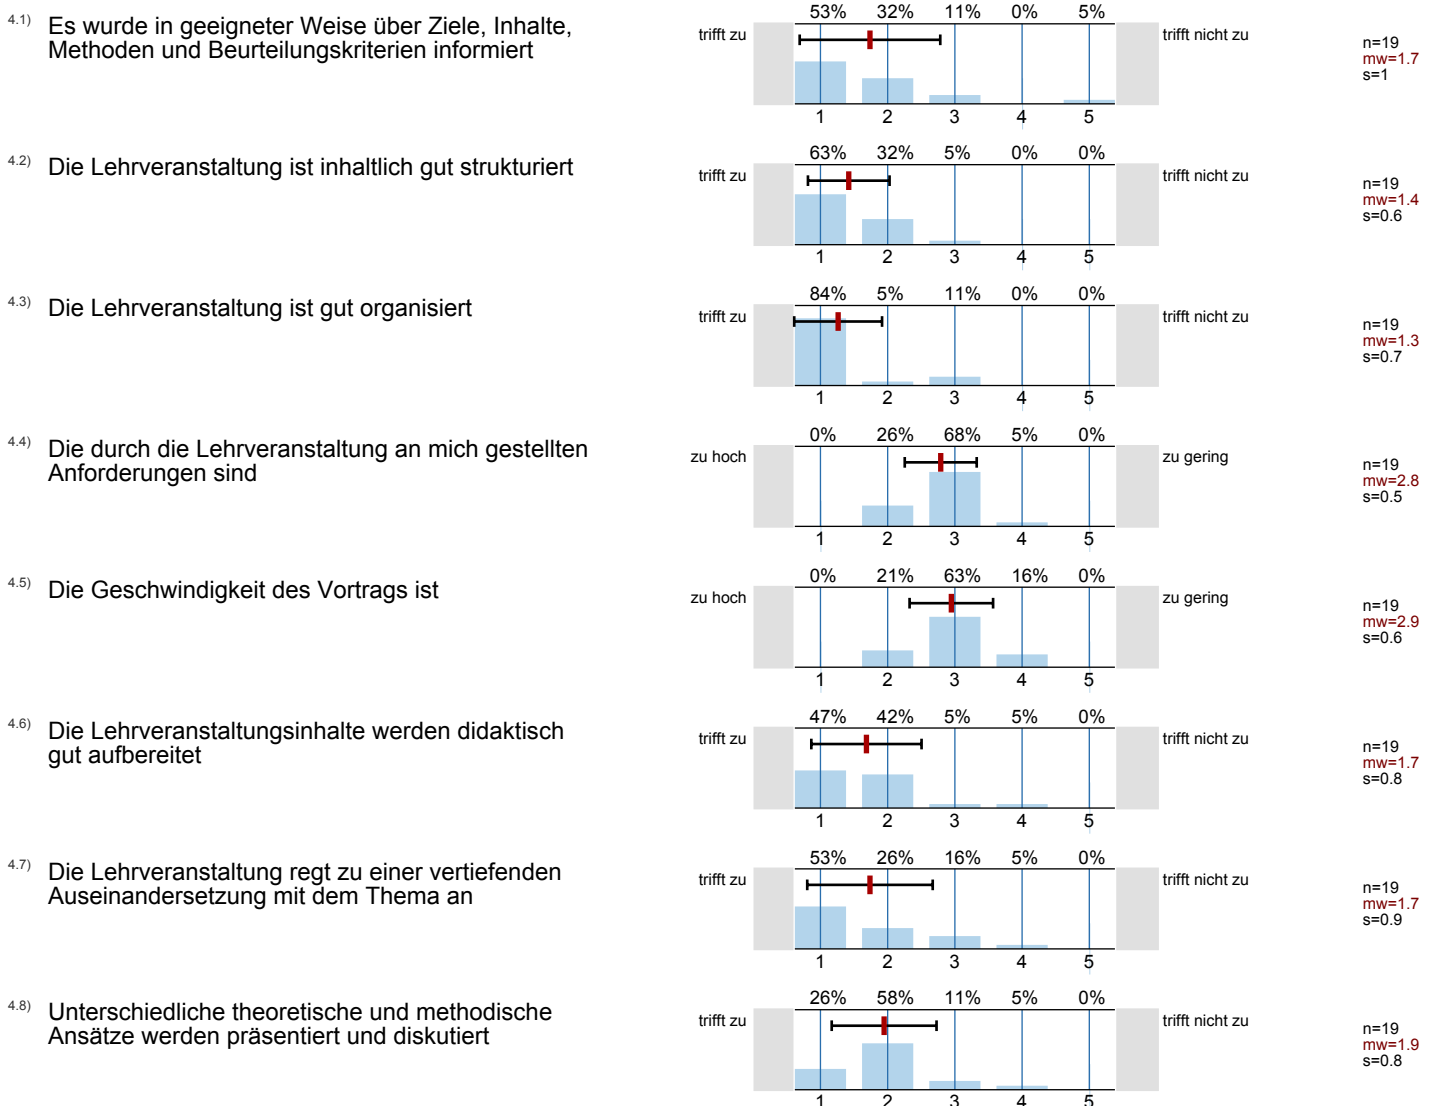 4.1) Es wurde in geeigneter Weise über Ziele, Inhalte,
Methoden und Beurteilungskriterien informiert
53% 32% 11% 0% 5%
trifft zu trifft nicht zu
n=19
mw=1.7
s=1
1 2 3 4 5
4.2) Die Lehrveranstaltung ist inhaltlich gut strukturiert
63% 32% 5% 0% 0%
trifft zu trifft nicht zu
n=19
mw=1.4
s=0.6
1 2 3 4 5
4.3) Die Lehrveranstaltung ist gut organisiert
84% 5% 11% 0% 0%
trifft zu trifft nicht zu
n=19
mw=1.3
s=0.7
1 2 3 4 5
4.4) Die durch die Lehrveranstaltung an mich gestellten
Anforderungen sind
0% 26% 68% 5% 0%
zu hoch zu gering
n=19
mw=2.8
s=0.5
1 2 3 4 5
4.5) Die Geschwindigkeit des Vortrags ist
0% 21% 63% 16% 0%
zu hoch zu gering
n=19
mw=2.9
s=0.6
1 2 3 4 5
4.6) Die Lehrveranstaltungsinhalte werden didaktisch
gut aufbereitet
47% 42% 5% 5% 0%
trifft zu trifft nicht zu
n=19
mw=1.7
s=0.8
1 2 3 4 5
4.7) Die Lehrveranstaltung regt zu einer vertiefenden
Auseinandersetzung mit dem Thema an
53% 26% 16% 5% 0%
trifft zu trifft nicht zu
n=19
mw=1.7
s=0.9
1 2 3 4 5
4.8) Unterschiedliche theoretische und methodische
Ansätze werden präsentiert und diskutiert
26% 58% 11% 5% 0%
trifft zu trifft nicht zu
n=19
mw=1.9
s=0.8
1 2 3 4 5